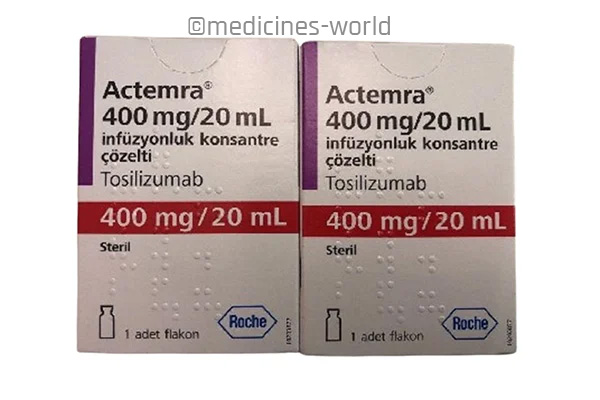 ©medicines-world
Actemra®
400 mg/20 mL
infüzyonluk konsantre
çözelti
Tosilizumab
400 mg/20 mL
Steril
1 adet flakon
Roche
Actemra®
400 mg/20 mL
infüzyonluk konsantre
çözelti
Tosilizumab
400 mg/20 mL
Steril
1 adet flakon
Roche